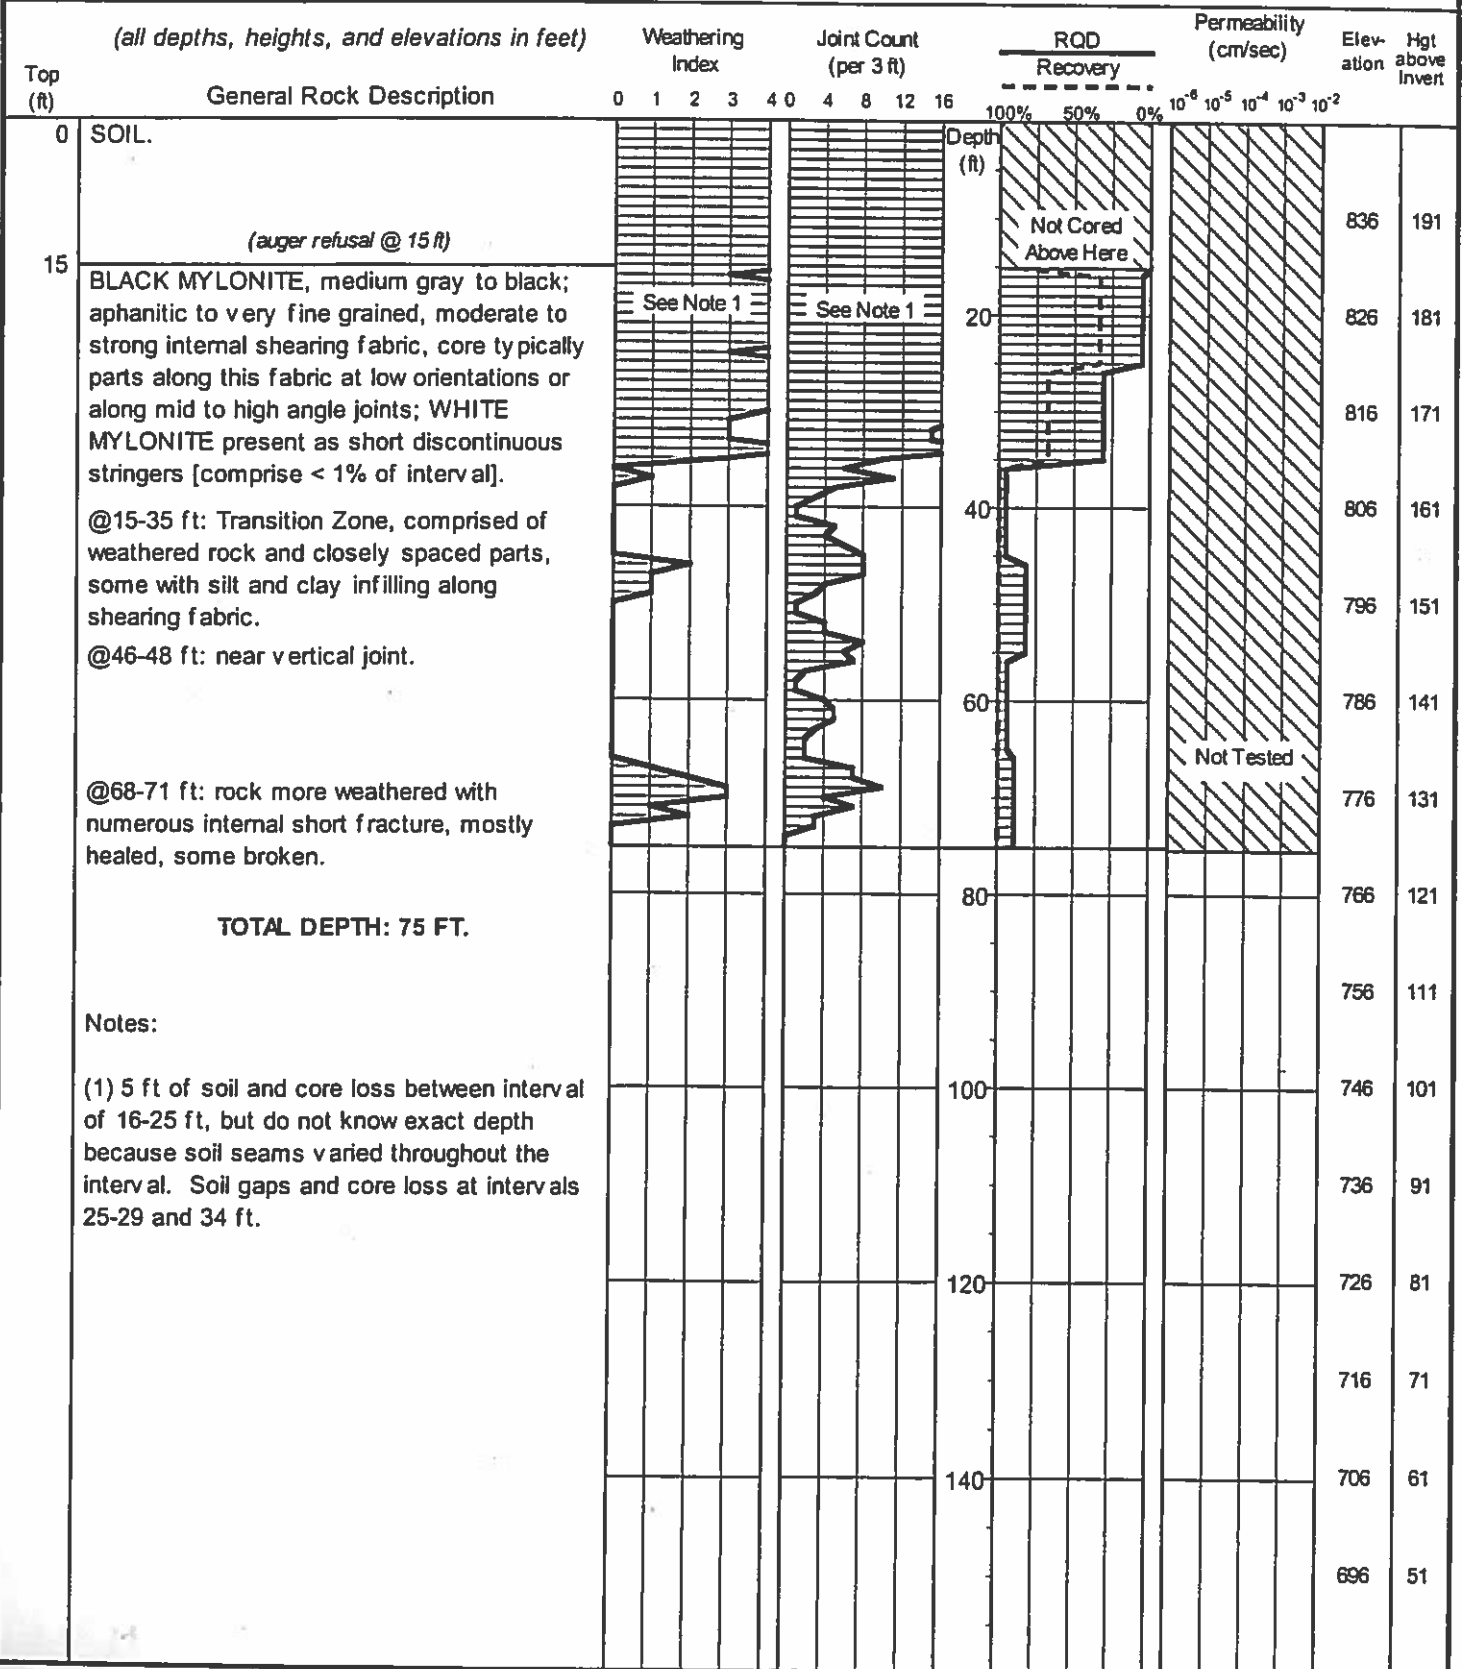 (all depths, heights, and elevations in feet)
Top
(ft)
General Rock Description
Weathering
Index
0 1 2 3 4
Joint Count
(per 3 ft)
0 4 8 12 16
RQD
Recovery
100% 50% 0%
Permeability
(cm/sec)
10⁻⁶ 10⁻⁵ 10⁻⁴ 10⁻³ 10⁻²
Elev-
ation
Hgt
above
Invert
0 SOIL.
Depth
(ft)
(auger refusal @ 15 ft)
Not Cored
Above Here
836 191
15
BLACK MYLONITE, medium gray to black;
aphanitic to very fine grained, moderate to
strong internal shearing fabric, core typically
parts along this fabric at low orientations or
along mid to high angle joints; WHITE
MYLONITE present as short discontinuous
stringers [comprise < 1% of interval].
See Note 1
See Note 1
20
826 181
816 171
@15-35 ft: Transition Zone, comprised of
weathered rock and closely spaced parts,
some with silt and clay infilling along
shearing fabric.
40
806 161
796 151
@46-48 ft: near vertical joint.
60
786 141
Not Tested
@68-71 ft: rock more weathered with
numerous internal short fracture, mostly
healed, some broken.
776 131
80
766 121
TOTAL DEPTH: 75 FT.
756 111
Notes:
(1) 5 ft of soil and core loss between interval
of 16-25 ft, but do not know exact depth
because soil seams varied throughout the
interval. Soil gaps and core loss at intervals
25-29 and 34 ft.
100
746 101
736 91
120
726 81
716 71
140
706 61
696 51